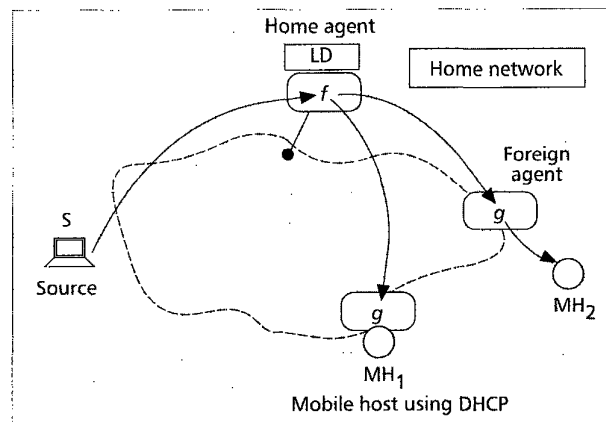 Home agent
LD
Home network
f
Foreign
agent
g
S
Source
MH2
g
MH1
Mobile host using DHCP